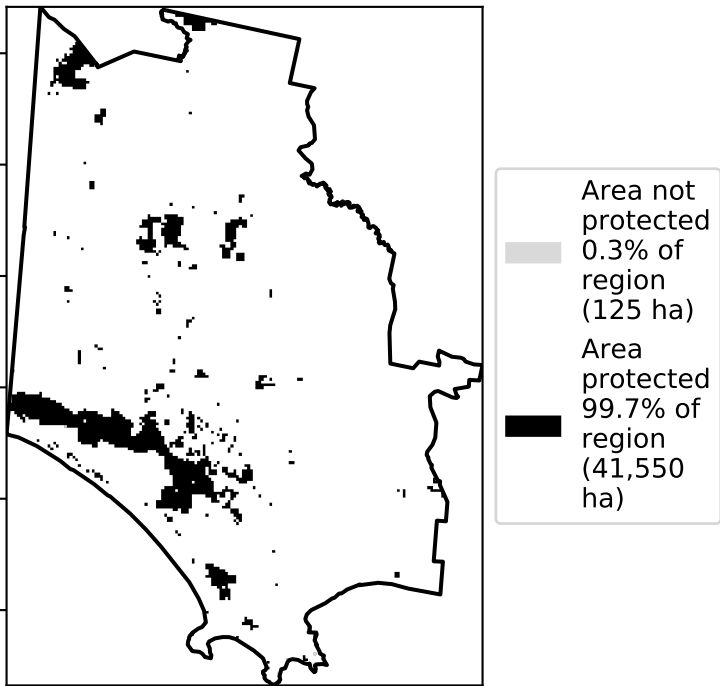 Area not
protected
0.3% of
region
(125 ha)
Area
protected
99.7% of
region
(41,550
ha)